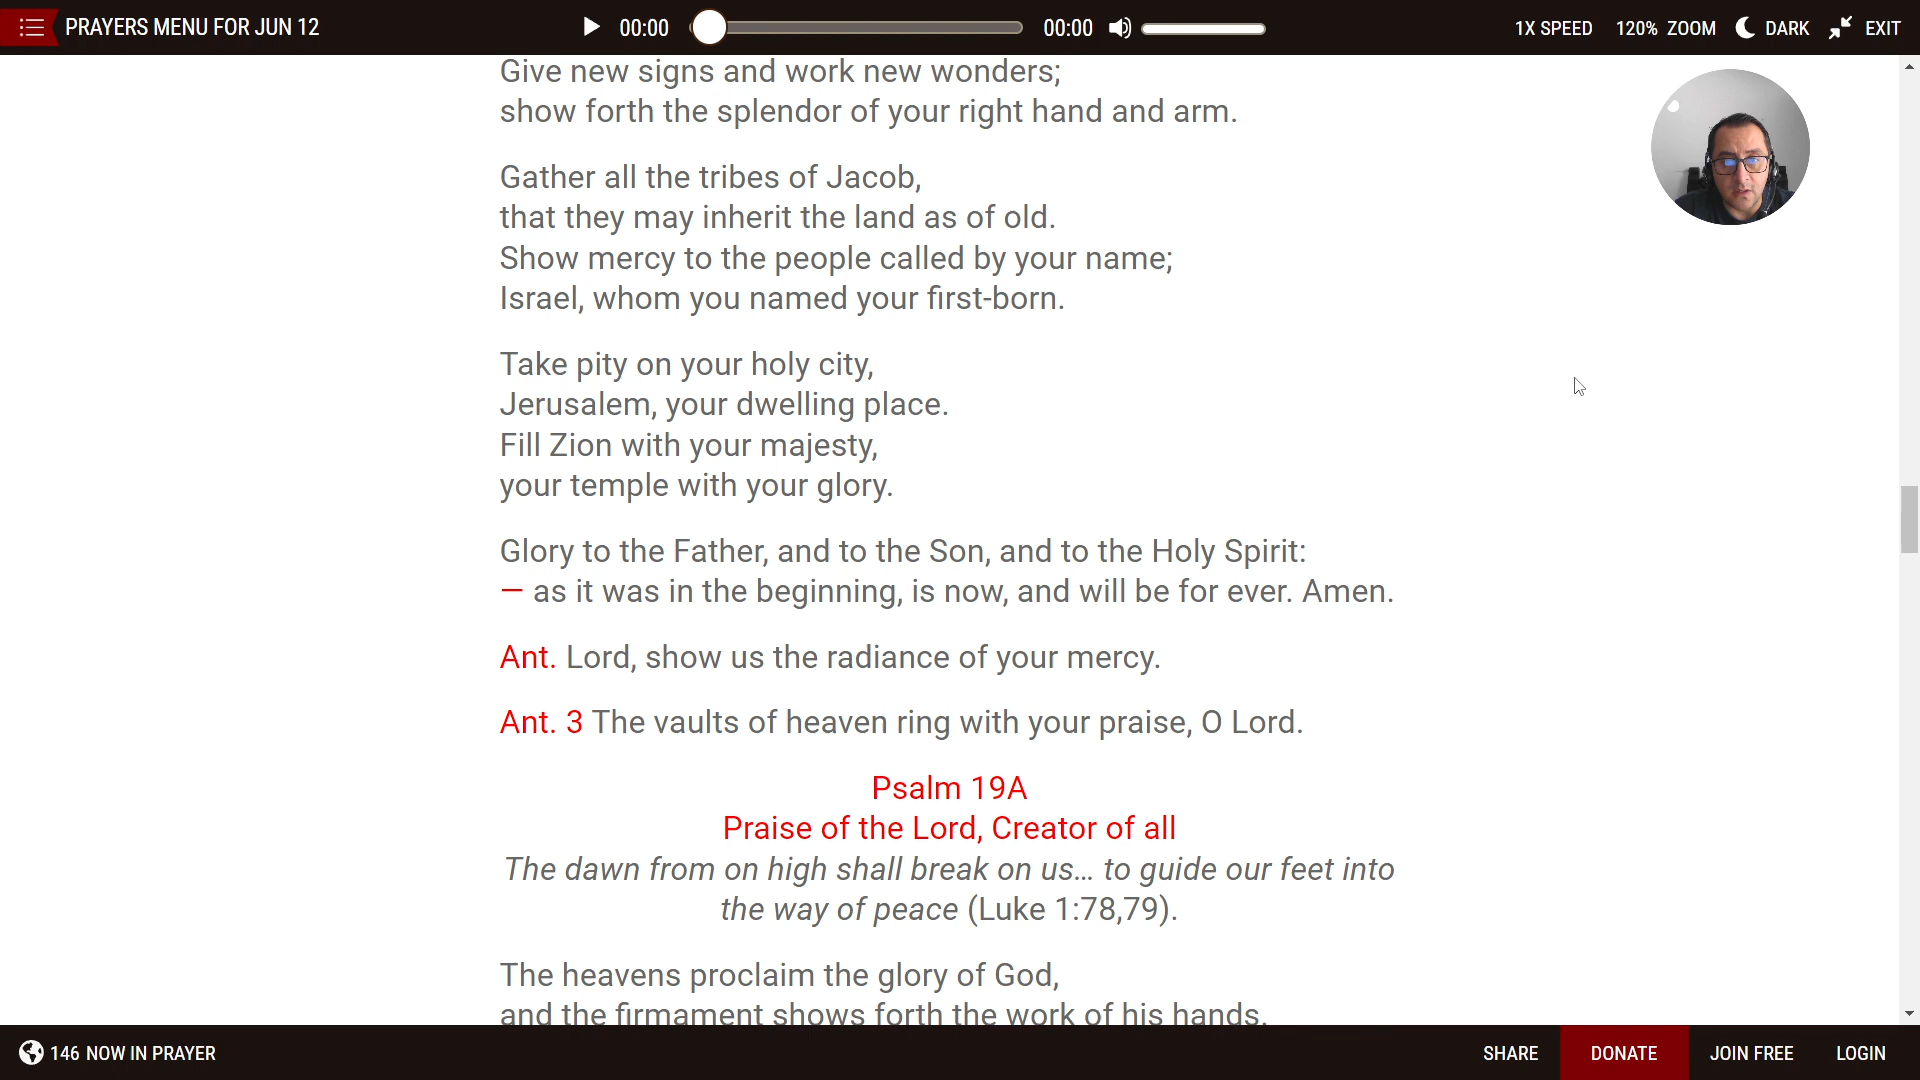 PRAYERS MENU FOR JUN 12
00:00
00:00
1X SPEED
120% ZOOM
DARK
EXIT
Give new signs and work new wonders;
show forth the splendor of your right hand and arm.
Gather all the tribes of Jacob,
that they may inherit the land as of old.
Show mercy to the people called by your name;
Israel, whom you named your first-born.
Take pity on your holy city,
Jerusalem, your dwelling place.
Fill Zion with your majesty,
your temple with your glory.
Glory to the Father, and to the Son, and to the Holy Spirit:
— as it was in the beginning, is now, and will be for ever. Amen.
Ant. Lord, show us the radiance of your mercy.
Ant. 3 The vaults of heaven ring with your praise, O Lord.
Psalm 19A
Praise of the Lord, Creator of all
The dawn from on high shall break on us… to guide our feet into
the way of peace (Luke 1:78,79).
The heavens proclaim the glory of God,
and the firmament shows forth the work of his hands.
146 NOW IN PRAYER
SHARE
DONATE
JOIN FREE
LOGIN